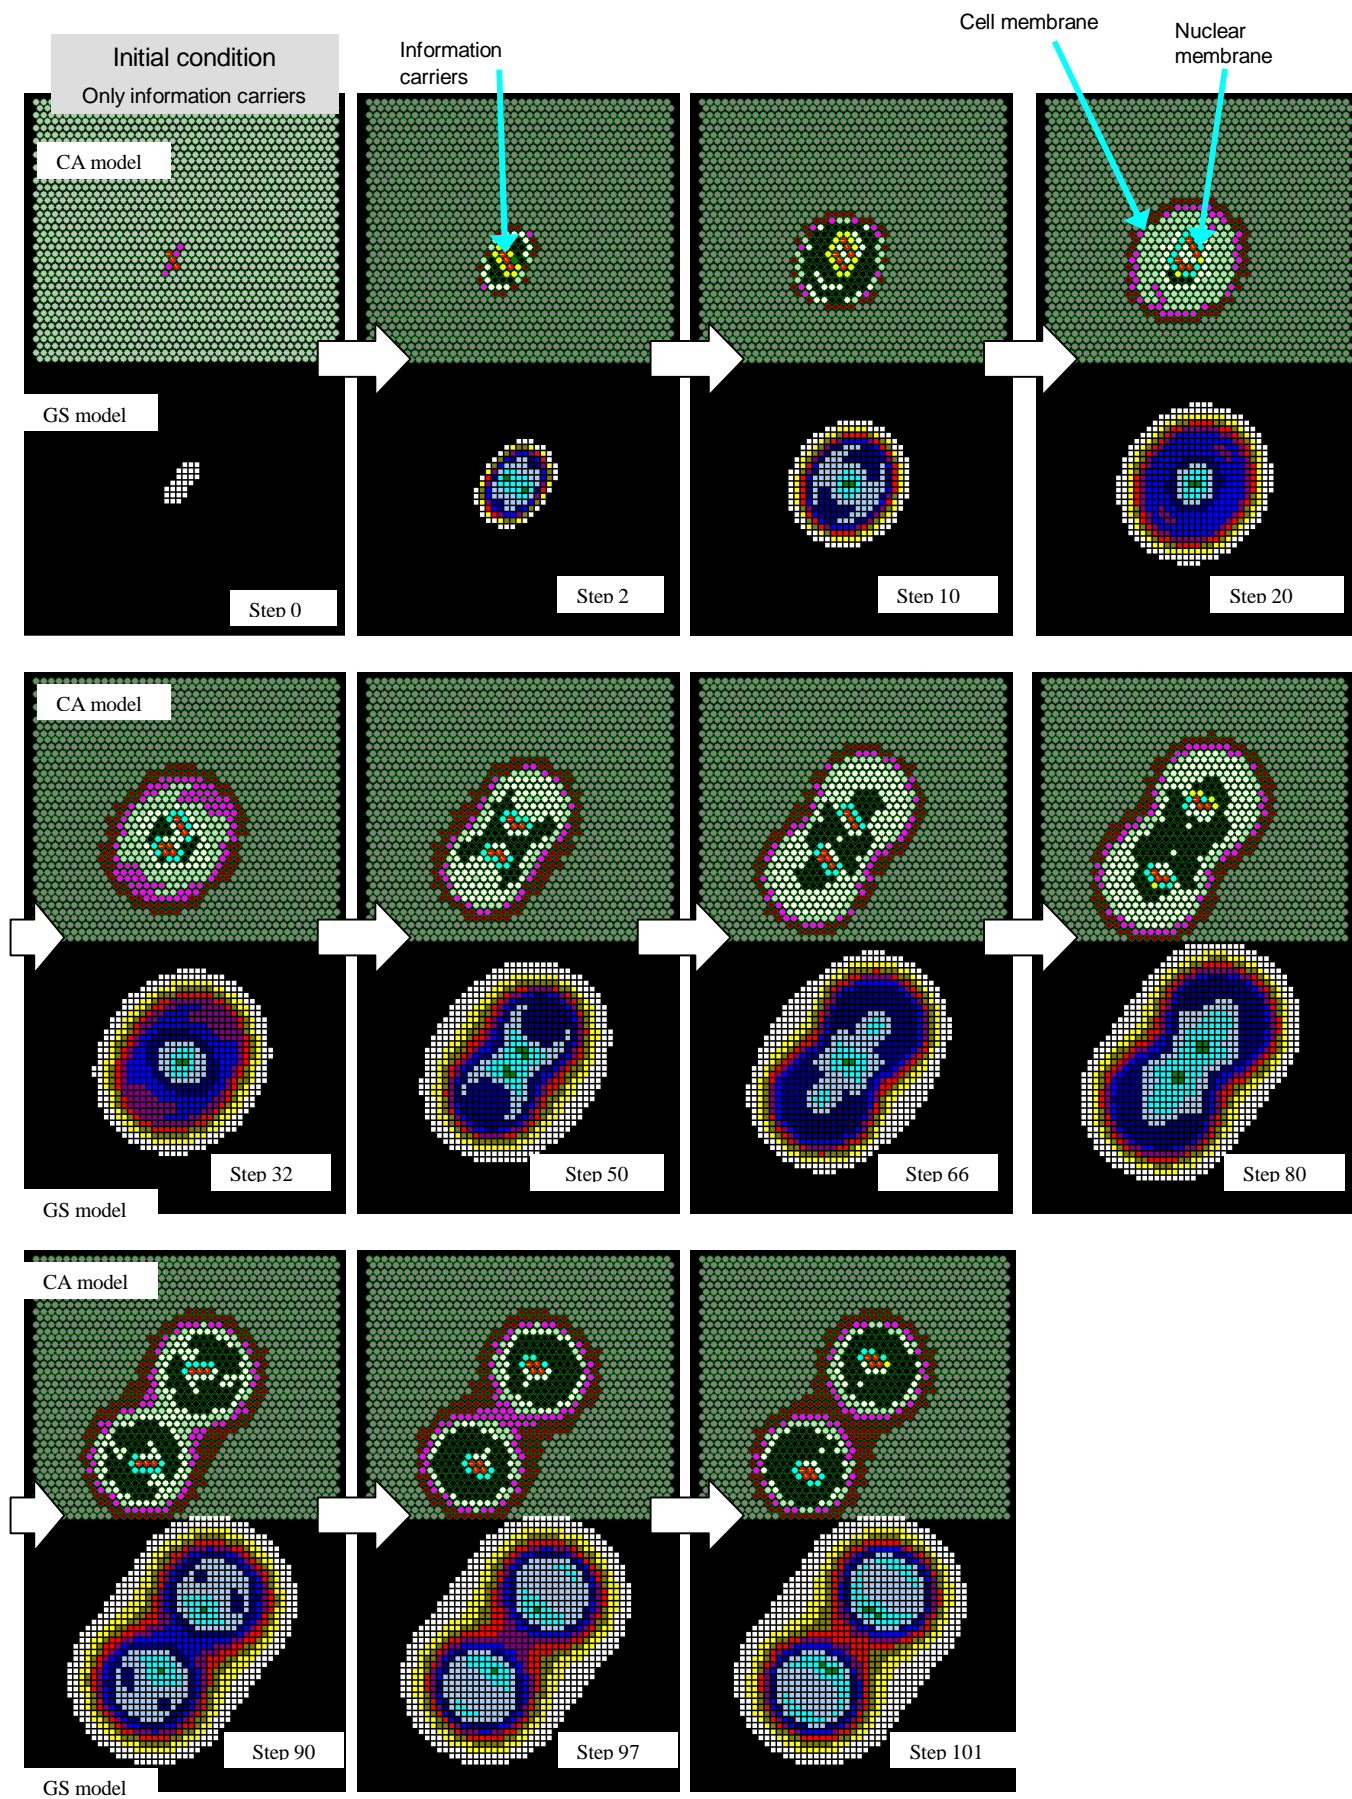 Cell membrane
Nuclear
membrane
Information
carriers
Initial condition
Only information carriers
CA model
GS model
Step 0
Step 2
Step 10
Step 20
CA model
Step 32
Step 50
Step 66
Step 80
GS model
CA model
Step 90
Step 97
Step 101
GS model